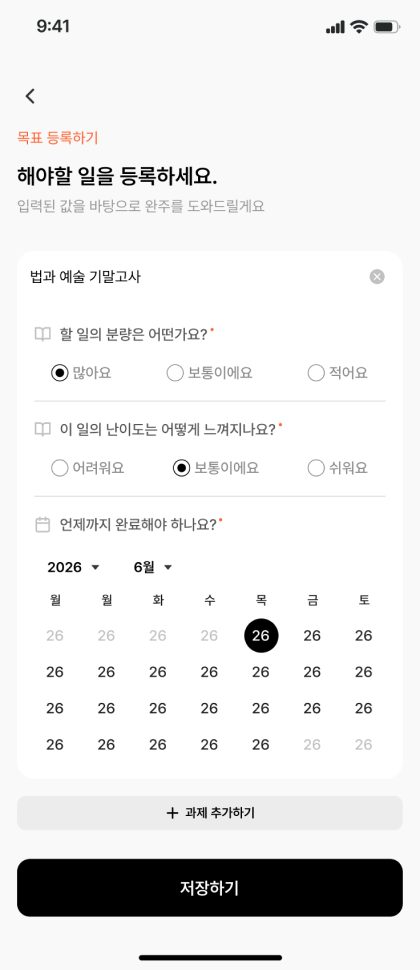 9:41
목표 등록하기
해야할 일을 등록하세요.
입력된 값을 바탕으로 완주를 도와드릴게요
법과 예술 기말고사
할 일의 분량은 어떤가요?*
많아요 보통이에요 적어요
이 일의 난이도는 어떻게 느껴지나요?*
어려워요 보통이에요 쉬워요
언제까지 완료해야 하나요?*
2026 6월
월 월 화 수 목 금 토
26 26 26 26 26 26 26
26 26 26 26 26 26 26
26 26 26 26 26 26 26
26 26 26 26 26 26 26
+ 과제 추가하기
저장하기